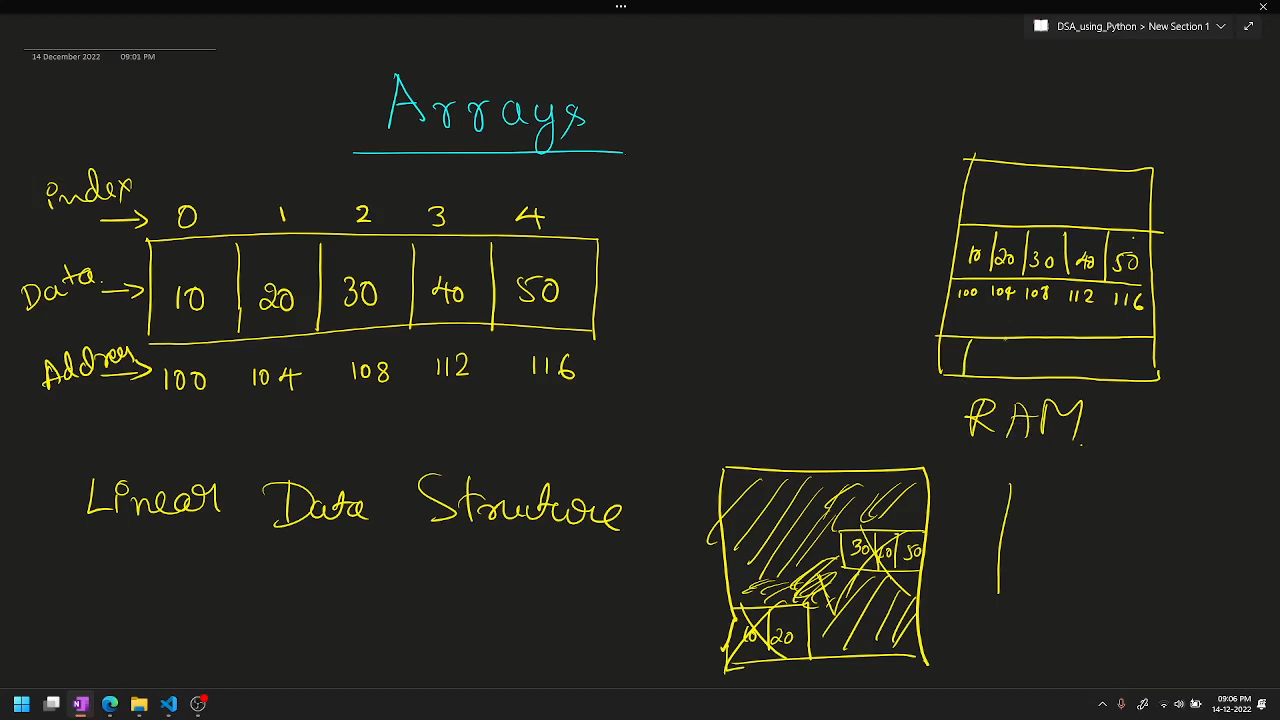 DSA_using_Python > New Section 1
14 December 2022 09:01 PM
Arrays
index
0 1 2 3 4
Data
10 20 30 40 50
Address
100 104 108 112 116
10 20 30 40 50
100 104 108 112 116
RAM
Linear Data Struture
30 40 50
10 20
09:06 PM
14-12-2022